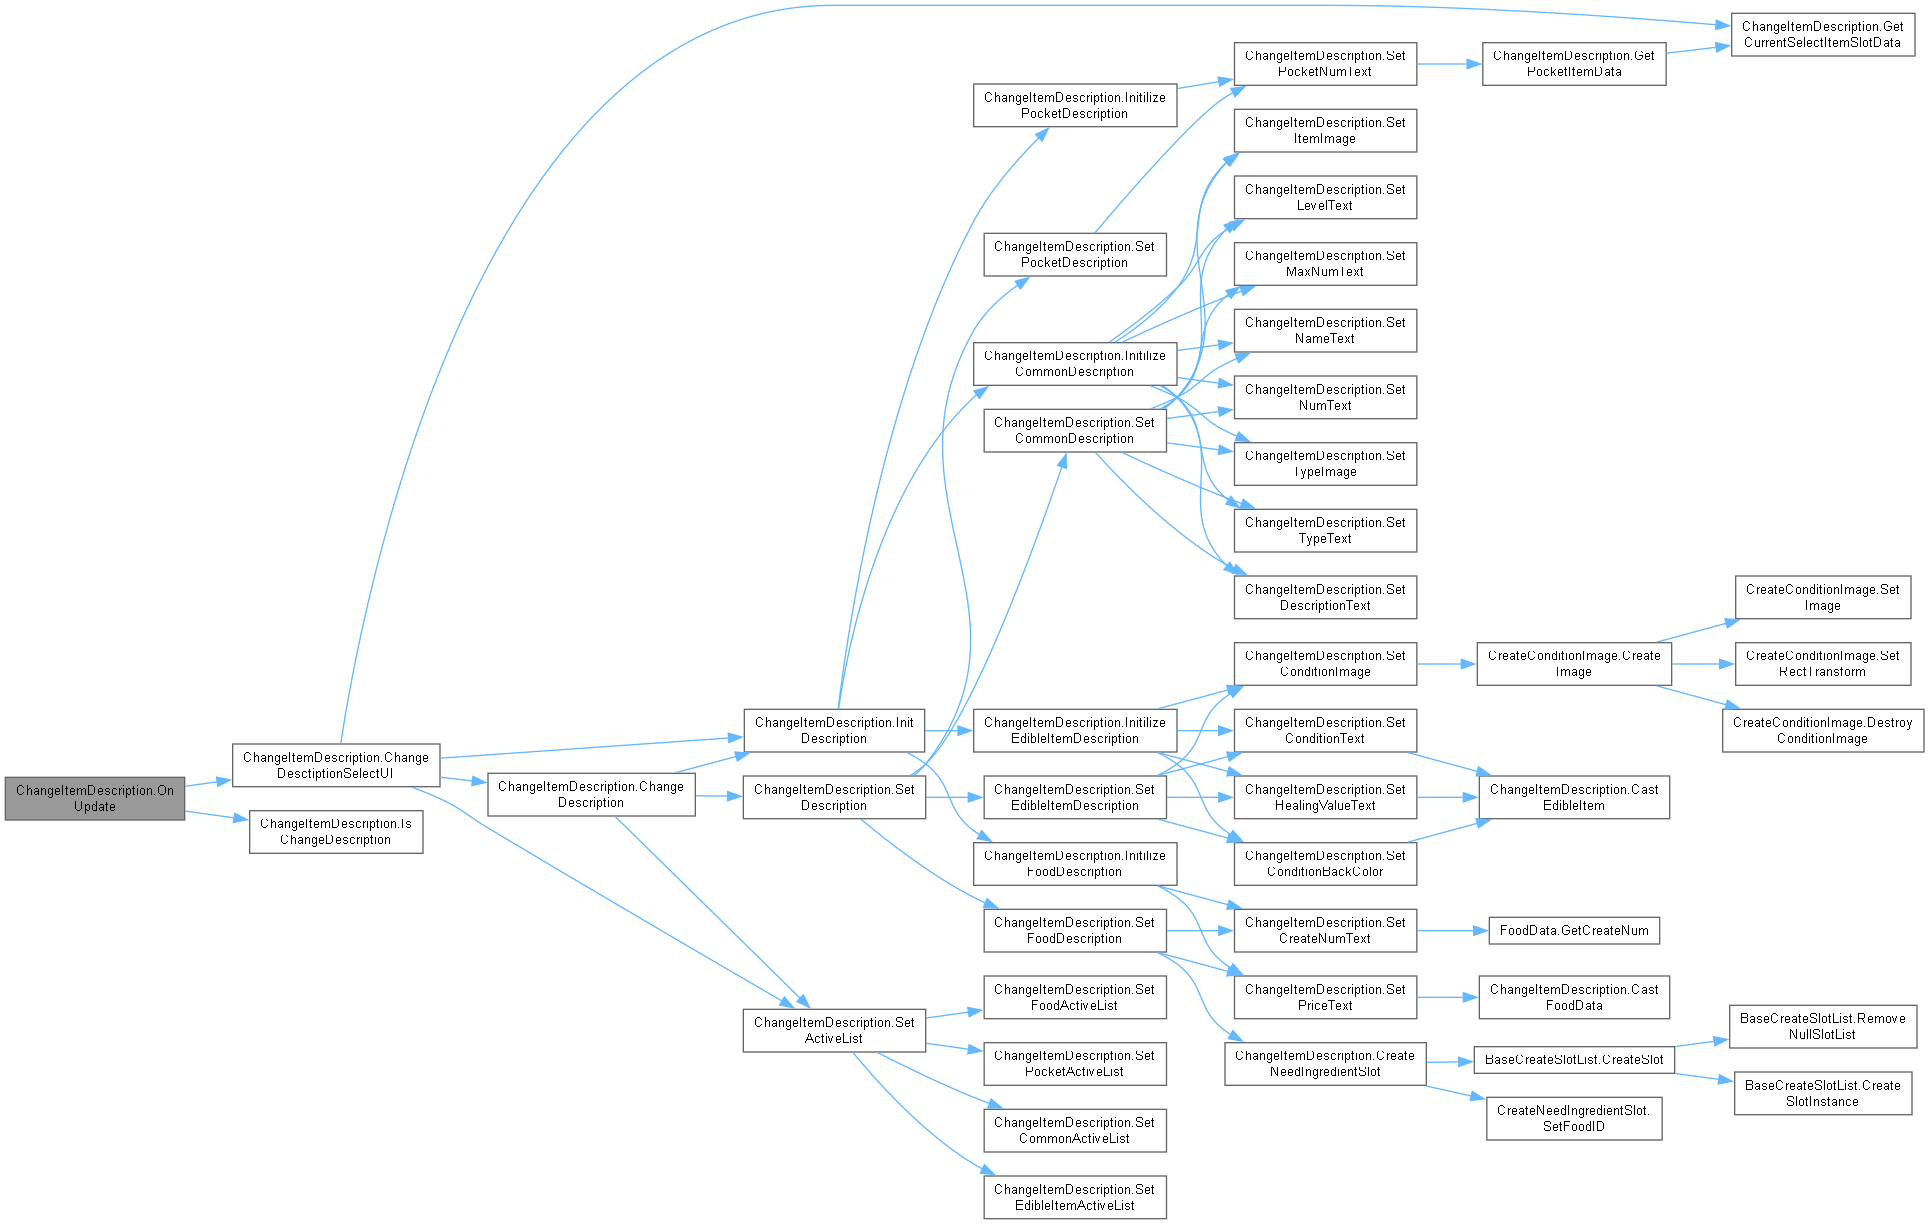 ChangeItemDescription.On
Update
ChangeItemDescription.Change
DesctiptionSelectUI
ChangeItemDescription.Is
ChangeDescription
ChangeItemDescription.Change
Description
ChangeItemDescription.Init
Description
ChangeItemDescription.Set
Description
ChangeItemDescription.Set
ActiveList
ChangeItemDescription.Initilize
PocketDescription
ChangeItemDescription.Set
PocketDescription
ChangeItemDescription.Initilize
CommonDescription
ChangeItemDescription.Set
CommonDescription
ChangeItemDescription.Initilize
EdibleItemDescription
ChangeItemDescription.Set
EdibleItemDescription
ChangeItemDescription.Initilize
FoodDescription
ChangeItemDescription.Set
FoodDescription
ChangeItemDescription.Set
FoodActiveList
ChangeItemDescription.Set
PocketActiveList
ChangeItemDescription.Set
CommonActiveList
ChangeItemDescription.Set
EdibleItemActiveList
ChangeItemDescription.Set
PocketNumText
ChangeItemDescription.Set
ItemImage
ChangeItemDescription.Set
LevelText
ChangeItemDescription.Set
MaxNumText
ChangeItemDescription.Set
NameText
ChangeItemDescription.Set
NumText
ChangeItemDescription.Set
TypeImage
ChangeItemDescription.Set
TypeText
ChangeItemDescription.Set
DescriptionText
ChangeItemDescription.Set
ConditionImage
ChangeItemDescription.Set
ConditionText
ChangeItemDescription.Set
HealingValueText
ChangeItemDescription.Set
ConditionBackColor
ChangeItemDescription.Set
CreateNumText
ChangeItemDescription.Set
PriceText
ChangeItemDescription.Create
NeedIngredientSlot
ChangeItemDescription.Get
PocketItemData
CreateConditionImage.Create
Image
ChangeItemDescription.Cast
EdibleItem
FoodData.GetCreateNum
ChangeItemDescription.Cast
FoodData
BaseCreateSlotList.CreateSlot
CreateNeedIngredientSlot.
SetFoodID
ChangeItemDescription.Get
CurrentSelectItemSlotData
CreateConditionImage.Set
Image
CreateConditionImage.Set
RectTransform
CreateConditionImage.Destroy
ConditionImage
BaseCreateSlotList.Remove
NullSlotList
BaseCreateSlotList.Create
SlotInstance